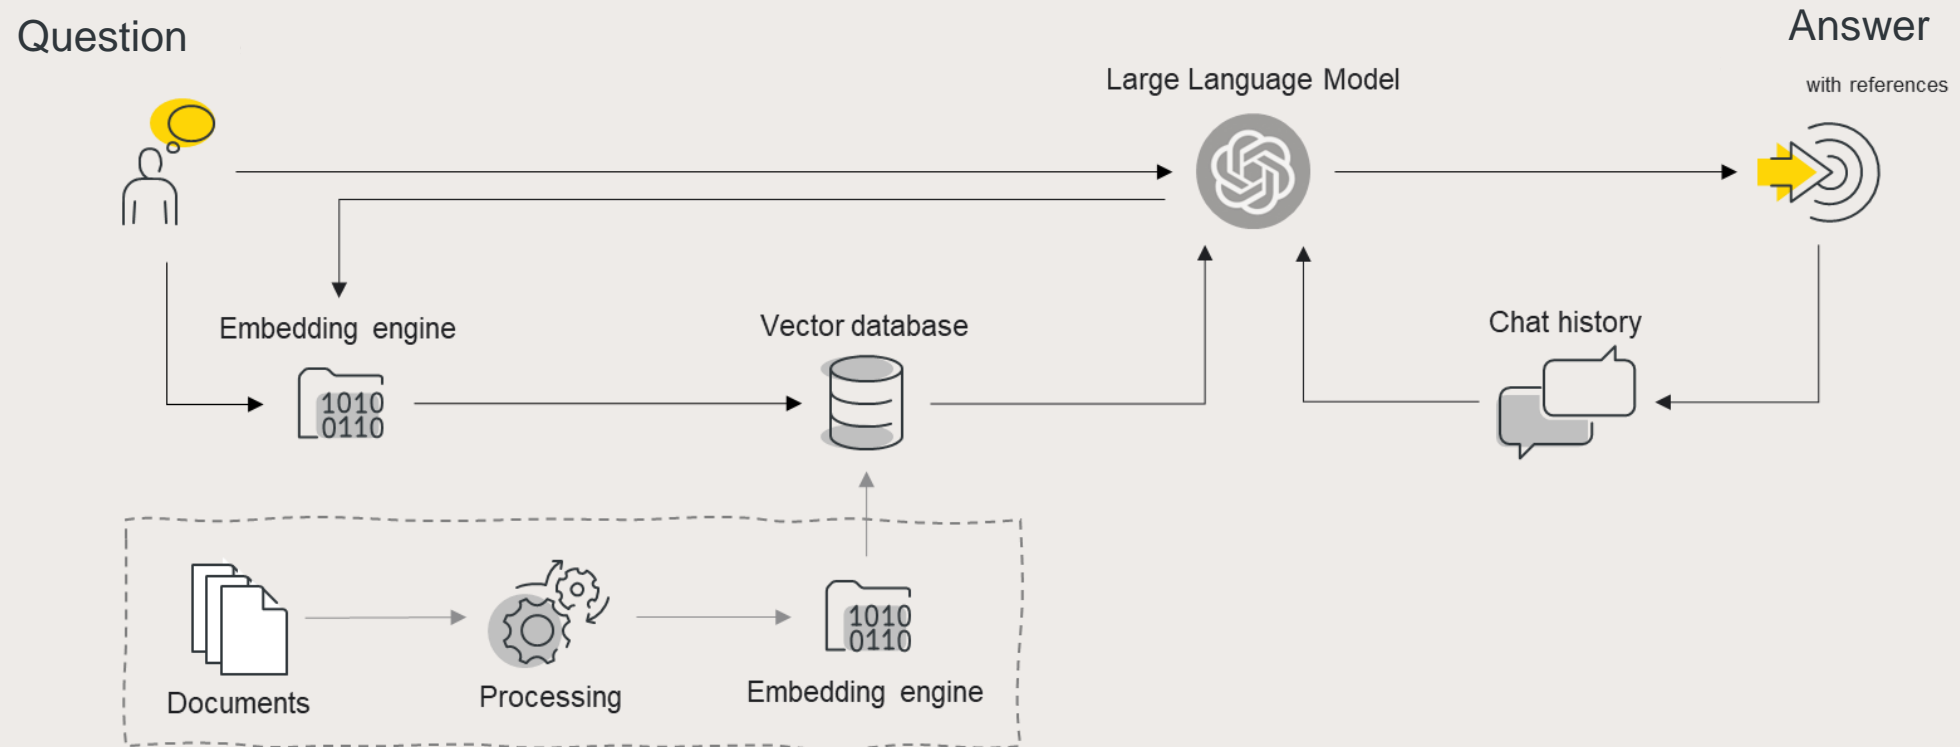 Question
Answer
with references
Large Language Model
Embedding engine
Vector database
Chat history
1010
0110
1010
0110
Documents
Processing
Embedding engine